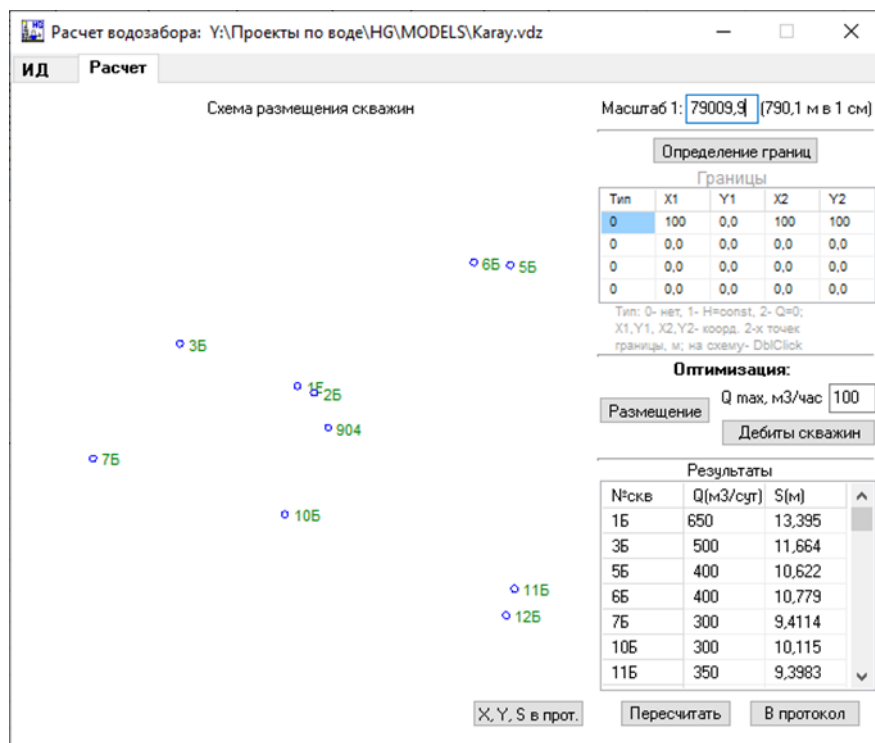 Расчет водозабора: Y:\Проекты по воде\HG\MODELS\Karay.vdz
ИД Расчет
Схема размещения скважин
Масштаб 1: 79009,9 (790,1 м в 1 см)
Определение границ
Границы
Тип X1 Y1 X2 Y2
0 100 0,0 100 100
0 0,0 0,0 0,0 0,0
0 0,0 0,0 0,0 0,0
0 0,0 0,0 0,0 0,0
Тип: 0- нет, 1- H=const, 2- Q=0;
X1,Y1, X2,Y2- коорд. 2-х точек
границы, м; на схему- DblClick
6Б 5Б
3Б
1Б
2Б
904
7Б
10Б
11Б
12Б
Оптимизация:
Q max, м3/час 100
Размещение
Дебиты скважин
Результаты
№скв Q(м3/сут) S(м)
1Б 650 13,395
3Б 500 11,664
5Б 400 10,622
6Б 400 10,779
7Б 300 9,4114
10Б 300 10,115
11Б 350 9,3983
X, Y, S в прот. Пересчитать В протокол